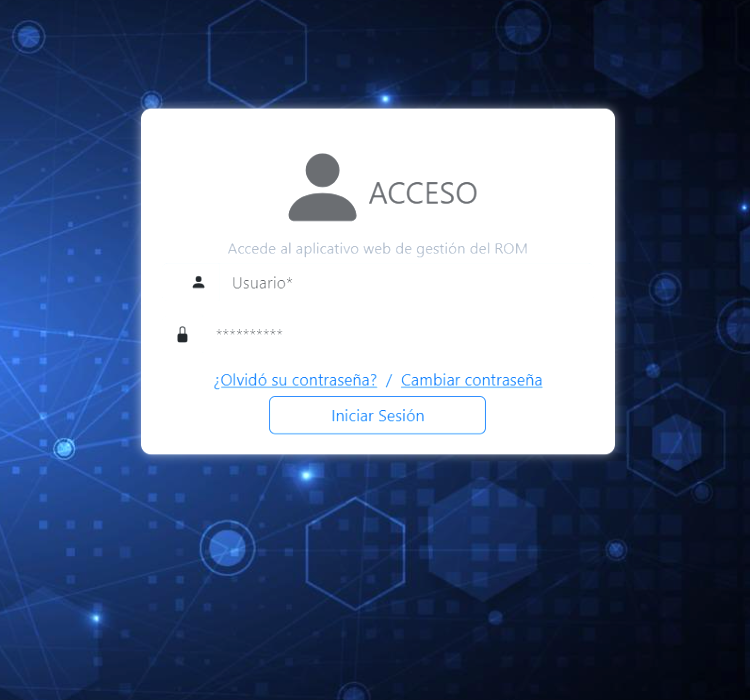 ACCESO
Accede al aplicativo web de gestión del ROM
Usuario*
**********
¿Olvidó su contraseña? / Cambiar contraseña
Iniciar Sesión